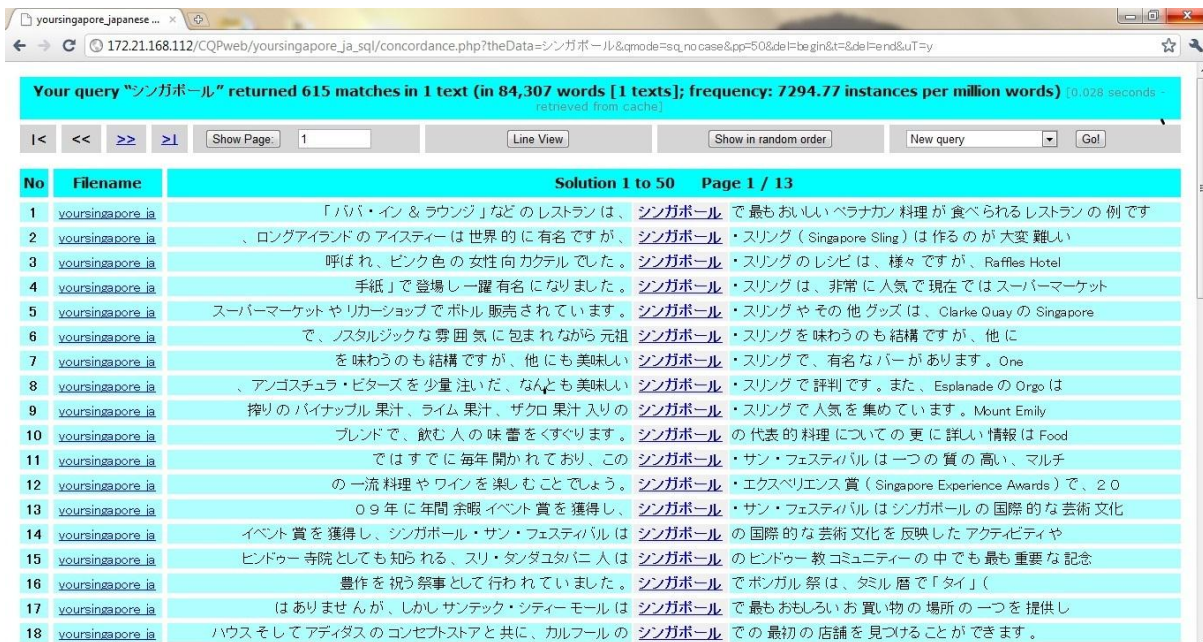 yoursingapore_japanese ...
172.21.168.112/CQPweb/yoursingapore_ja_sql/concordance.php?theData=シンガポール&qmode=sq_nocase&pp=50&del=begin&t=&del=end&uT=y
Your query "シンガポール" returned 615 matches in 1 text (in 84,307 words [1 texts]; frequency: 7294.77 instances per million words) [0.028 seconds - retrieved from cache]
|< << >> >| Show Page: 1 Line View Show in random order New query Go!
No Filename Solution 1 to 50 Page 1 / 13
1 yoursingapore ja 「 ババ・イン & ラウンジ 」 など の レストラン は 、 シンガポール で 最も おいしい ペラナカン 料理 が 食べ られる レストラン の 例 です
2 yoursingapore ja 、 ロングアイランド の アイスティー は 世界 的 に 有名 です が 、 シンガポール ・ スリング ( Singapore Sling ) は 作る の が 大変 難しい
3 yoursingapore ja 呼ば れ 、 ピンク 色 の 女性 向 カクテル でし た 。 シンガポール ・ スリング の レシピ は 、 様々 です が 、 Raffles Hotel
4 yoursingapore ja 手紙 」 で 登場 し 一躍 有名 に なり まし た 。 シンガポール ・ スリング は 、 非常 に 人気 で 現在 で は スーパーマーケット
5 yoursingapore ja スーパーマーケット や リカーショップ で ボトル 販売 さ れ て い ます 。 シンガポール ・ スリング や その 他 グッズ は 、 Clarke Quay の Singapore
6 yoursingapore ja で 、 ノスタルジック な 雰囲 気 に 包ま れ ながら 元祖 シンガポール ・ スリング を 味わう の も 結構 です が 、 他 に
7 yoursingapore ja を 味わう の も 結構 です が 、 他 に も 美味しい シンガポール ・ スリング で 、 有名 な バー が あり ます 。 One
8 yoursingapore ja 、 アンゴスチュラ・ビターズ を 少量 注い だ 、 なんとも 美味しい シンガポール ・ スリング で 評判 です 。 また 、 Esplanade の Orgo は
9 yoursingapore ja 搾り の パイナップル 果汁 、 ライム 果汁 、 ザクロ 果汁 入り の シンガポール ・ スリング で 人気 を 集め て い ます 。 Mount Emily
10 yoursingapore ja ブレンド で 、 飲む 人 の 味蕾 を くすぐり ます 。 シンガポール の 代表 的 料理 について の 更 に 詳しい 情報 は Food
11 yoursingapore ja で は すでに 毎年 開か れ て おり 、 この シンガポール ・ サン ・ フェスティバル は 一つ の 質 の 高い 、 マルチ
12 yoursingapore ja の 一流 料理 や ワイン を 楽し む こと でしょ う 。 シンガポール ・ エクスペリエンス 賞 ( Singapore Experience Awards ) で 、 2 0
13 yoursingapore ja 0 9 年 に 年間 余暇 イベント 賞 を 獲得 し 、 シンガポール ・ サン ・ フェスティバル は シンガポール の 国際 的 な 芸術 文化
14 yoursingapore ja イベント 賞 を 獲得 し 、 シンガポール ・ サン ・ フェスティバル は シンガポール の 国際 的 な 芸術 文化 を 反映 し た アクティビティ や
15 yoursingapore ja ヒンドゥー 寺院 として も 知ら れる 、 スリ ・ タンダユタパニ 人 は シンガポール の ヒンドゥー 教 コミュニティー の 中 で も 最も 重要 な 記念
16 yoursingapore ja 豊作 を 祝う 祭事 として 行わ れ て い まし た 。 シンガポール で ポンガル 祭 は 、 タミル 暦 で 「 タイ 」 (
17 yoursingapore ja は あり ませ ん が 、 しかし サンテック ・ シティー モール は シンガポール で 最も おもしろい お 買い物 の 場所 の 一つ を 提供 し
18 yoursingapore ja ハウス そして アディダス の コンセプトストア と 共に 、 カルフール の シンガポール で の 最初 の 店舗 を 見つける こと が でき ます 。